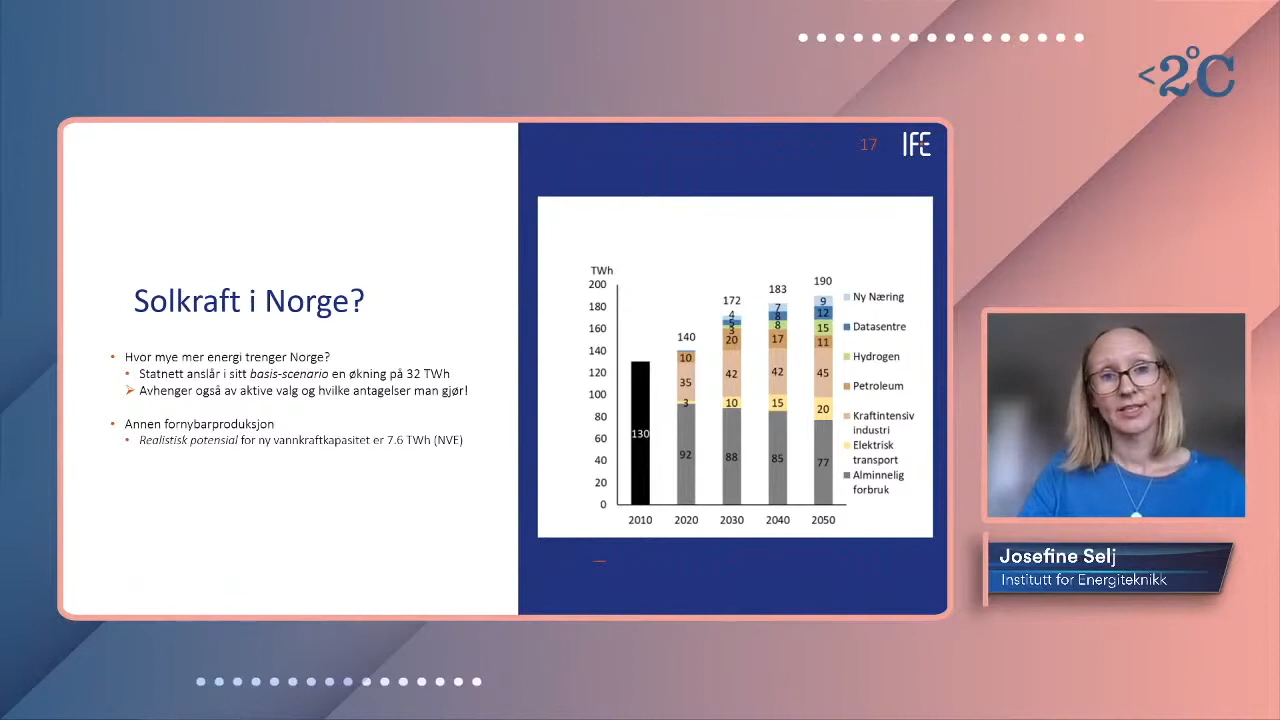 <2°C
17
IFE
Solkraft i Norge?
• Hvor mye mer energi trenger Norge?
• Statnett anslår i sitt basis-scenario en økning på 32 TWh
➢ Avhenger også av aktive valg og hvilke antagelser man gjør!
• Annen fornybarproduksjon
• Realistisk potensial for ny vannkraftkapasitet er 7.6 TWh (NVE)
TWh
200
180
160
140
120
100
80
60
40
20
0
130
140
10
35
3
92
172
4
5
3
20
42
10
88
183
7
8
8
17
42
15
85
190
9
12
15
11
45
20
77
2010 2020 2030 2040 2050
Ny Næring
Datasentre
Hydrogen
Petroleum
Kraftintensiv
industri
Elektrisk
transport
Alminnelig
forbruk
Josefine Selj
Institutt for Energiteknikk